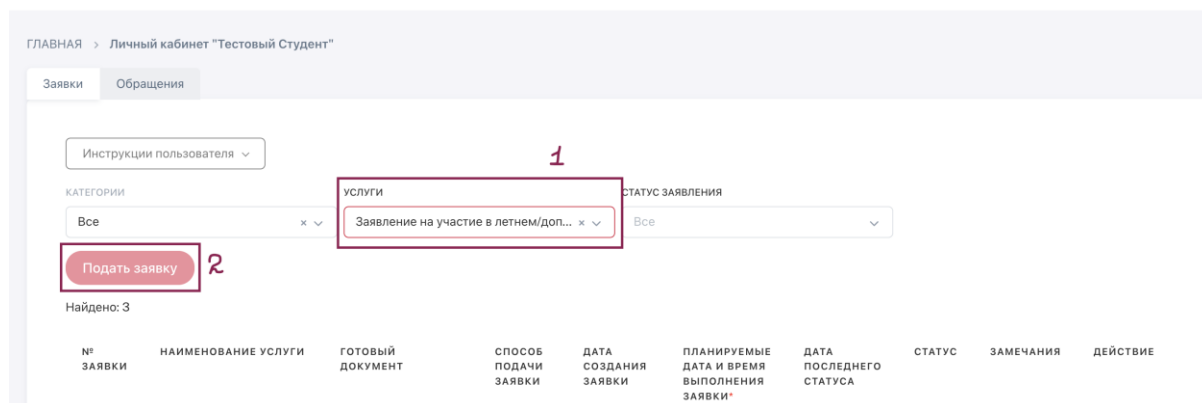 ГЛАВНАЯ > Личный кабинет "Тестовый Студент"
Заявки Обращения
Инструкции пользователя
1
КАТЕГОРИИ УСЛУГИ СТАТУС ЗАЯВЛЕНИЯ
Все × Заявление на участие в летнем/доп... × Все
Подать заявку 2
Найдено: 3
№ НАИМЕНОВАНИЕ УСЛУГИ ГОТОВЫЙ СПОСОБ ДАТА ПЛАНИРУЕМЫЕ ДАТА СТАТУС ЗАМЕЧАНИЯ ДЕЙСТВИЕ
ЗАЯВКИ ДОКУМЕНТ ПОДАЧИ СОЗДАНИЯ ДАТА И ВРЕМЯ ПОСЛЕДНЕГО
ЗАЯВКИ ЗАЯВКИ ВЫПОЛНЕНИЯ СТАТУСА
ЗАЯВКИ*